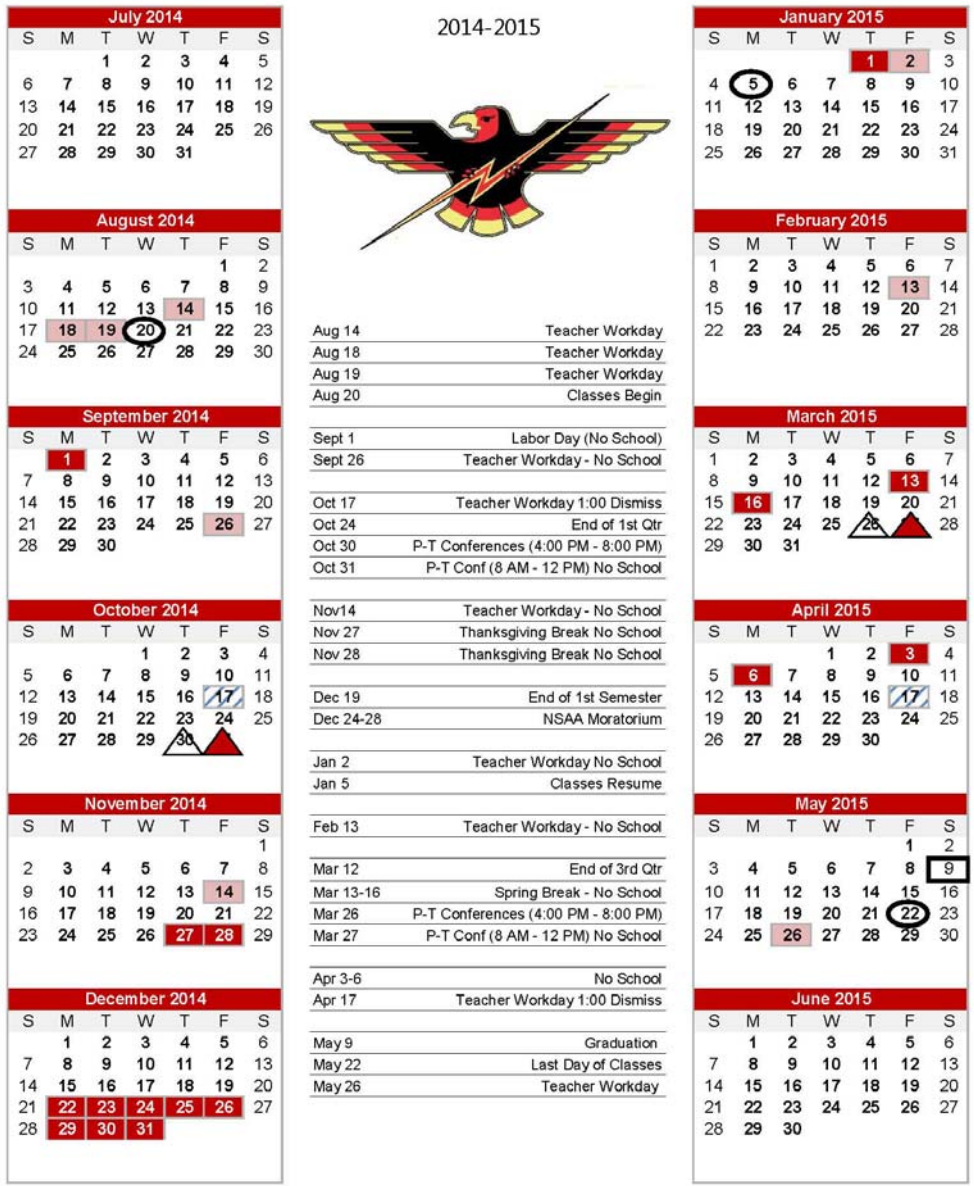 July 2014
S M T W T F S
1 2 3 4 5
6 7 8 9 10 11 12
13 14 15 16 17 18 19
20 21 22 23 24 25 26
27 28 29 30 31
August 2014
S M T W T F S
1 2
3 4 5 6 7 8 9
10 11 12 13 14 15 16
17 18 19 20 21 22 23
24 25 26 27 28 29 30
September 2014
S M T W T F S
1 2 3 4 5 6
7 8 9 10 11 12 13
14 15 16 17 18 19 20
21 22 23 24 25 26 27
28 29 30
October 2014
S M T W T F S
1 2 3 4
5 6 7 8 9 10 11
12 13 14 15 16 17 18
19 20 21 22 23 24 25
26 27 28 29 30
November 2014
S M T W T F S
1
2 3 4 5 6 7 8
9 10 11 12 13 14 15
16 17 18 19 20 21 22
23 24 25 26 27 28 29
December 2014
S M T W T F S
1 2 3 4 5 6
7 8 9 10 11 12 13
14 15 16 17 18 19 20
21 22 23 24 25 26 27
28 29 30 31
2014-2015
Aug 14 Teacher Workday
Aug 18 Teacher Workday
Aug 19 Teacher Workday
Aug 20 Classes Begin
Sept 1 Labor Day (No School)
Sept 26 Teacher Workday - No School
Oct 17 Teacher Workday 1:00 Dismiss
Oct 24 End of 1st Qtr
Oct 30 P-T Conferences (4:00 PM - 8:00 PM)
Oct 31 P-T Conf (8 AM - 12 PM) No School
Nov14 Teacher Workday - No School
Nov 27 Thanksgiving Break No School
Nov 28 Thanksgiving Break No School
Dec 19 End of 1st Semester
Dec 24-28 NSAA Moratorium
Jan 2 Teacher Workday No School
Jan 5 Classes Resume
Feb 13 Teacher Workday - No School
Mar 12 End of 3rd Qtr
Mar 13-16 Spring Break - No School
Mar 26 P-T Conferences (4:00 PM - 8:00 PM)
Mar 27 P-T Conf (8 AM - 12 PM) No School
Apr 3-6 No School
Apr 17 Teacher Workday 1:00 Dismiss
May 9 Graduation
May 22 Last Day of Classes
May 26 Teacher Workday
January 2015
S M T W T F S
1 2 3
4 5 6 7 8 9 10
11 12 13 14 15 16 17
18 19 20 21 22 23 24
25 26 27 28 29 30 31
February 2015
S M T W T F S
1 2 3 4 5 6 7
8 9 10 11 12 13 14
15 16 17 18 19 20 21
22 23 24 25 26 27 28
March 2015
S M T W T F S
1 2 3 4 5 6 7
8 9 10 11 12 13 14
15 16 17 18 19 20 21
22 23 24 25 26 28
29 30 31
April 2015
S M T W T F S
1 2 3 4
5 6 7 8 9 10 11
12 13 14 15 16 17 18
19 20 21 22 23 24 25
26 27 28 29 30
May 2015
S M T W T F S
1 2
3 4 5 6 7 8 9
10 11 12 13 14 15 16
17 18 19 20 21 22 23
24 25 26 27 28 29 30
June 2015
S M T W T F S
1 2 3 4 5 6
7 8 9 10 11 12 13
14 15 16 17 18 19 20
21 22 23 24 25 26 27
28 29 30